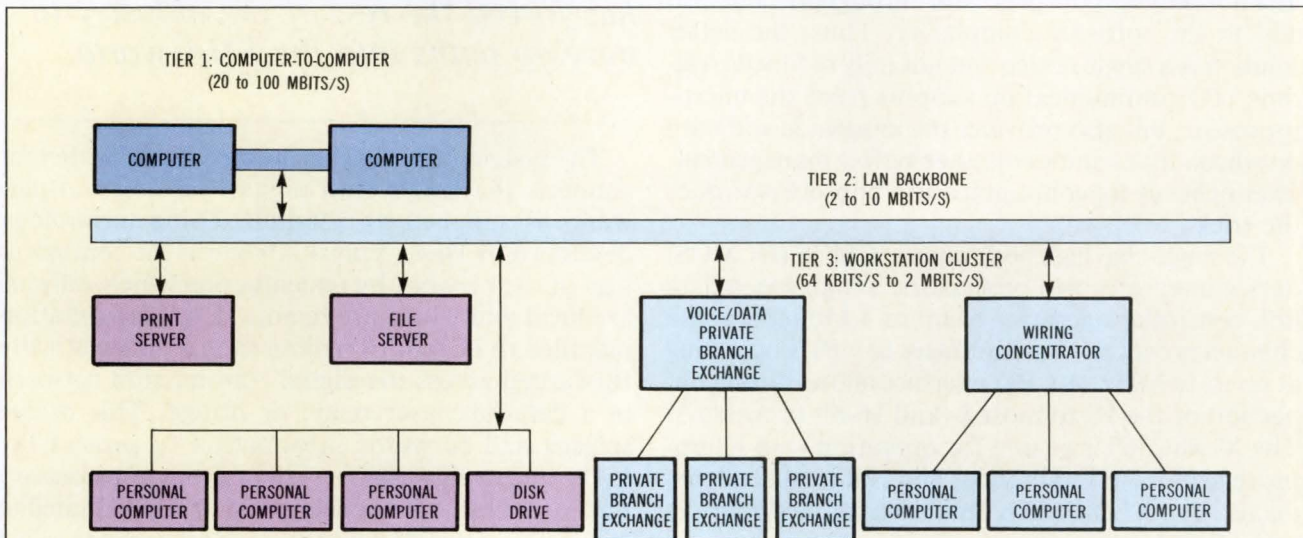 TIER 1: COMPUTER-TO-COMPUTER
(20 to 100 MBITS/S)
COMPUTER
COMPUTER
TIER 2: LAN BACKBONE
(2 to 10 MBITS/S)
TIER 3: WORKSTATION CLUSTER
(64 KBITS/S to 2 MBITS/S)
PRINT
SERVER
FILE
SERVER
VOICE/DATA
PRIVATE
BRANCH
EXCHANGE
WIRING
CONCENTRATOR
PERSONAL
COMPUTER
PERSONAL
COMPUTER
PERSONAL
COMPUTER
DISK
DRIVE
PRIVATE
BRANCH
EXCHANGE
PRIVATE
BRANCH
EXCHANGE
PRIVATE
BRANCH
EXCHANGE
PERSONAL
COMPUTER
PERSONAL
COMPUTER
PERSONAL
COMPUTER